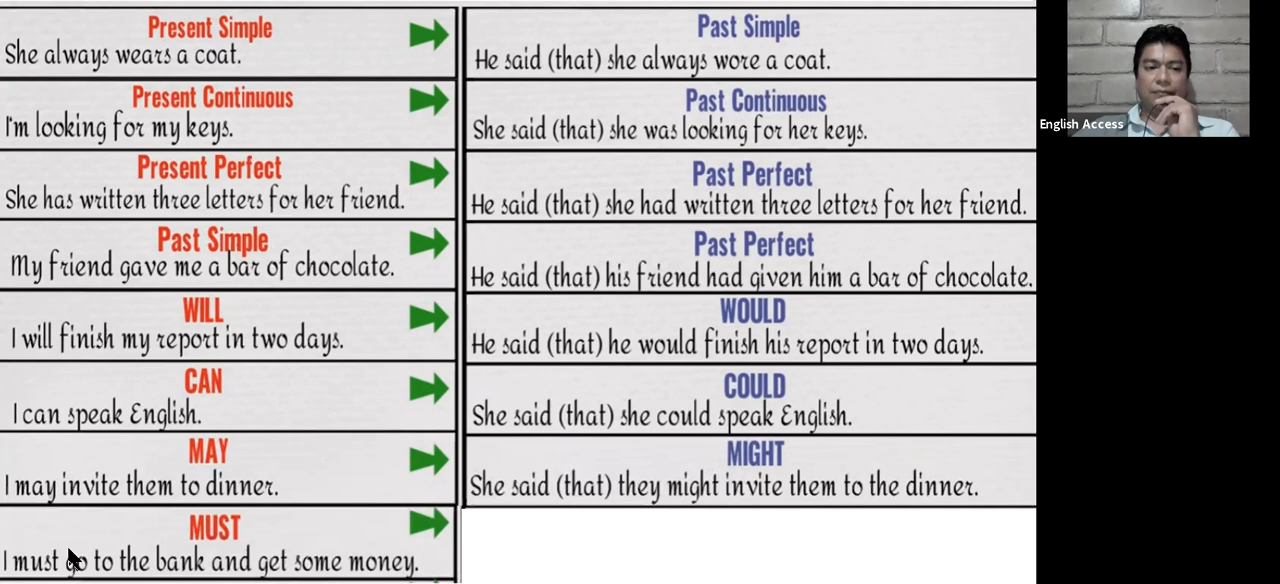 Present Simple
She always wears a coat.
Past Simple
He said (that) she always wore a coat.
Present Continuous
I'm looking for my keys.
Past Continuous
She said (that) she was looking for her keys.
Present Perfect
She has written three letters for her friend.
Past Perfect
He said (that) she had written three letters for her friend.
Past Simple
My friend gave me a bar of chocolate.
Past Perfect
He said (that) his friend had given him a bar of chocolate.
WILL
I will finish my report in two days.
WOULD
He said (that) he would finish his report in two days.
CAN
I can speak English.
COULD
She said (that) she could speak English.
MAY
I may invite them to dinner.
MIGHT
She said (that) they might invite them to the dinner.
MUST
I must go to the bank and get some money.
English Access